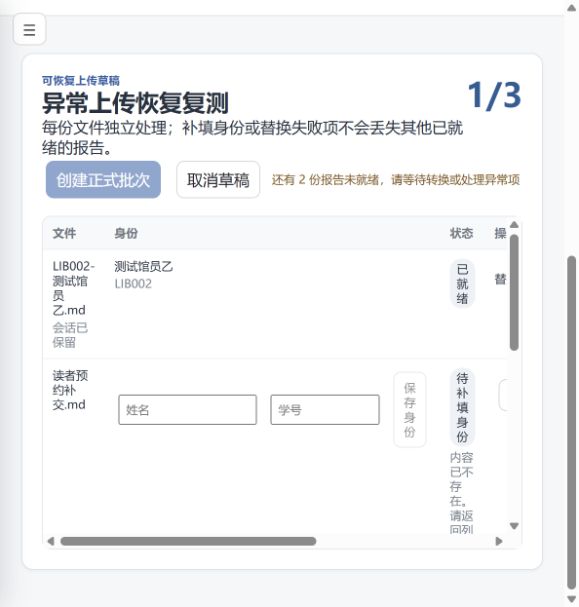 可恢复上传草稿
异常上传恢复复测
1/3
每份文件独立处理；补填身份或替换失败项不会丢失其他已就
绪的报告。
创建正式批次
取消草稿
还有 2 份报告未就绪，请等待转换或处理异常项
文件
身份
状态
操
LIB002-
测试馆
员
乙.md
会话已
保留
测试馆员乙
LIB002
已
就
绪
替
读者预
约补
交.md
姓名
学号
保
存
身
份
待
补
填
身
份
内容
已不
存
在。
请返
回列